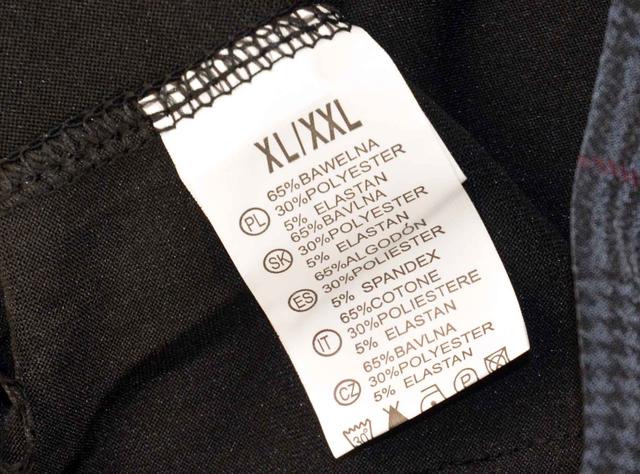 XL/XXL
65%BAWELNA
PL 30%POLYESTER
5% ELASTAN
65%BAVLNA
SK 30%POLYESTER
5% ELASTAN
65%ALGODÓN
ES 30%POLIESTER
5% SPANDEX
65%COTONE
IT 30%POLIESTERE
5% ELASTAN
65%BAVLNA
CZ 30%POLYESTER
5% ELASTAN
30° P